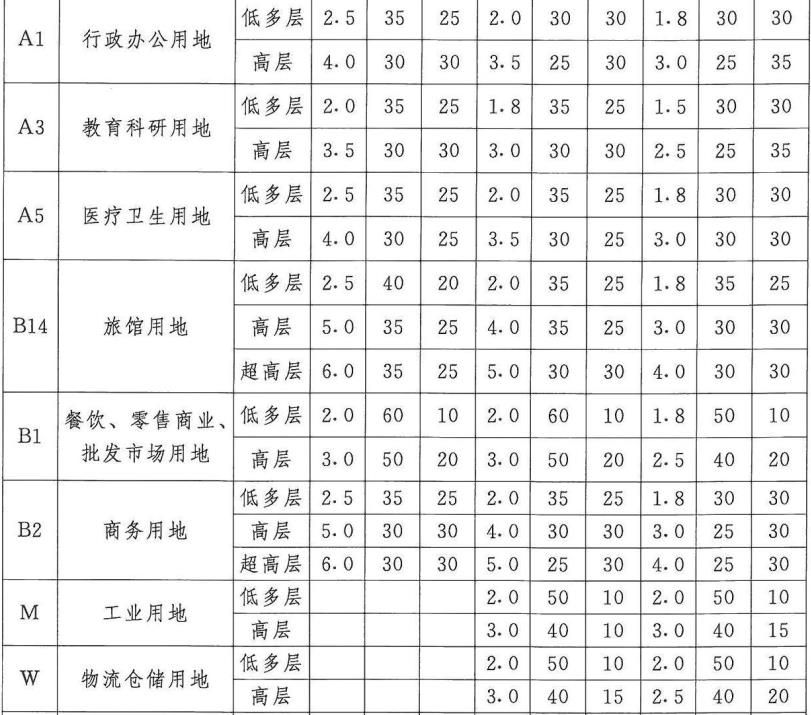 A1 行政办公用地 低多层 2.5 35 25 2.0 30 30 1.8 30 30
高层 4.0 30 30 3.5 25 30 3.0 25 35
A3 教育科研用地 低多层 2.0 35 25 1.8 35 25 1.5 30 30
高层 3.5 30 30 3.0 30 30 2.5 25 35
A5 医疗卫生用地 低多层 2.5 35 25 2.0 35 25 1.8 30 30
高层 4.0 30 25 3.5 30 25 3.0 30 30
B14 旅馆用地 低多层 2.5 40 20 2.0 35 25 1.8 35 25
高层 5.0 35 25 4.0 35 25 3.0 30 30
超高层 6.0 35 25 5.0 30 30 4.0 30 30
B1 餐饮、零售商业、 低多层 2.0 60 10 2.0 60 10 1.8 50 10
批发市场用地 高层 3.0 50 20 3.0 50 20 2.5 40 20
B2 商务用地 低多层 2.5 35 25 2.0 35 25 1.8 30 30
高层 5.0 30 30 4.0 30 30 3.0 25 30
超高层 6.0 30 30 5.0 25 30 4.0 25 30
M 工业用地 低多层 2.0 50 10 2.0 50 10
高层 3.0 40 10 3.0 40 15
W 物流仓储用地 低多层 2.0 50 10 2.0 50 10
高层 3.0 40 15 2.5 40 20